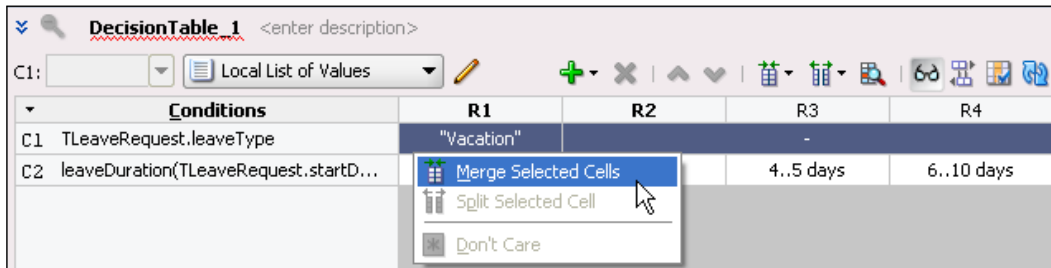 DecisionTable_1 <enter description>
C1: Local List of Values
Conditions R1 R2 R3 R4
C1 TLeaveRequest.leaveType "Vacation" -
C2 leaveDuration(TLeaveRequest.startD... 4..5 days 6..10 days
Merge Selected Cells
Split Selected Cell
Don't Care